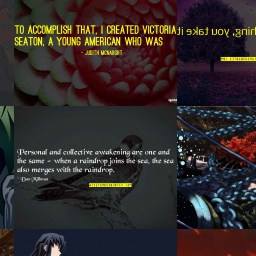 TO ACCOMPLISH THAT, I CREATED VICTORIA
SEATON, A YOUNG AMERICAN WHO WAS
- JUDITH MCNAUGHT
hing, you take it
Personal and collective awakening are one and
the same - when a raindrop joins the sea, the sea
also merges with the raindrop.
Dan Millman